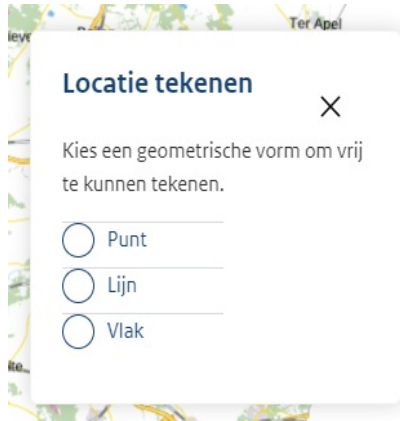 Ter Apel
Locatie tekenen
Kies een geometrische vorm om vrij
te kunnen tekenen.
Punt
Lijn
Vlak